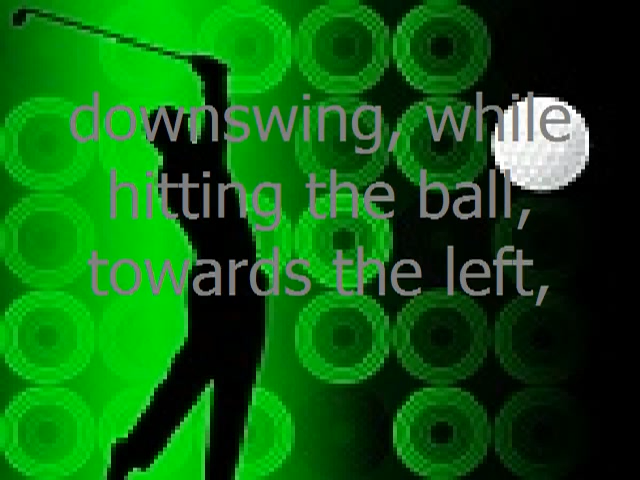 downswing, while
hitting the ball,
towards the left,